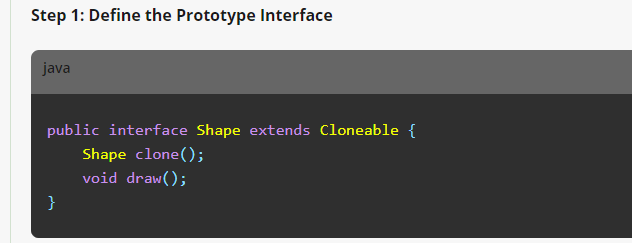 Step 1: Define the Prototype Interface
java
public interface Shape extends Cloneable {
    Shape clone();
    void draw();
}